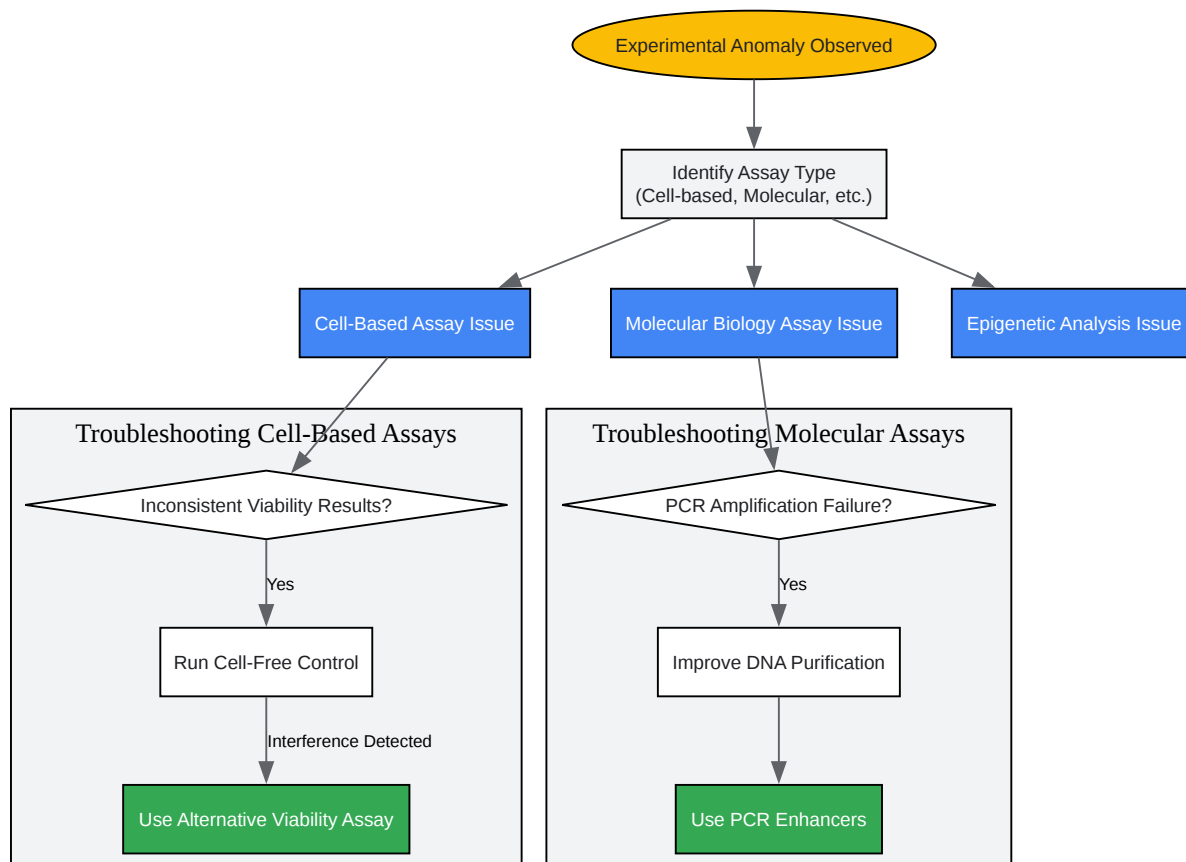 Experimental Anomaly Observed
Identify Assay Type
(Cell-based, Molecular, etc.)
Cell-Based Assay Issue
Molecular Biology Assay Issue
Epigenetic Analysis Issue
Troubleshooting Cell-Based Assays
Troubleshooting Molecular Assays
Inconsistent Viability Results?
PCR Amplification Failure?
Yes
Yes
Run Cell-Free Control
Improve DNA Purification
Interference Detected
Use Alternative Viability Assay
Use PCR Enhancers